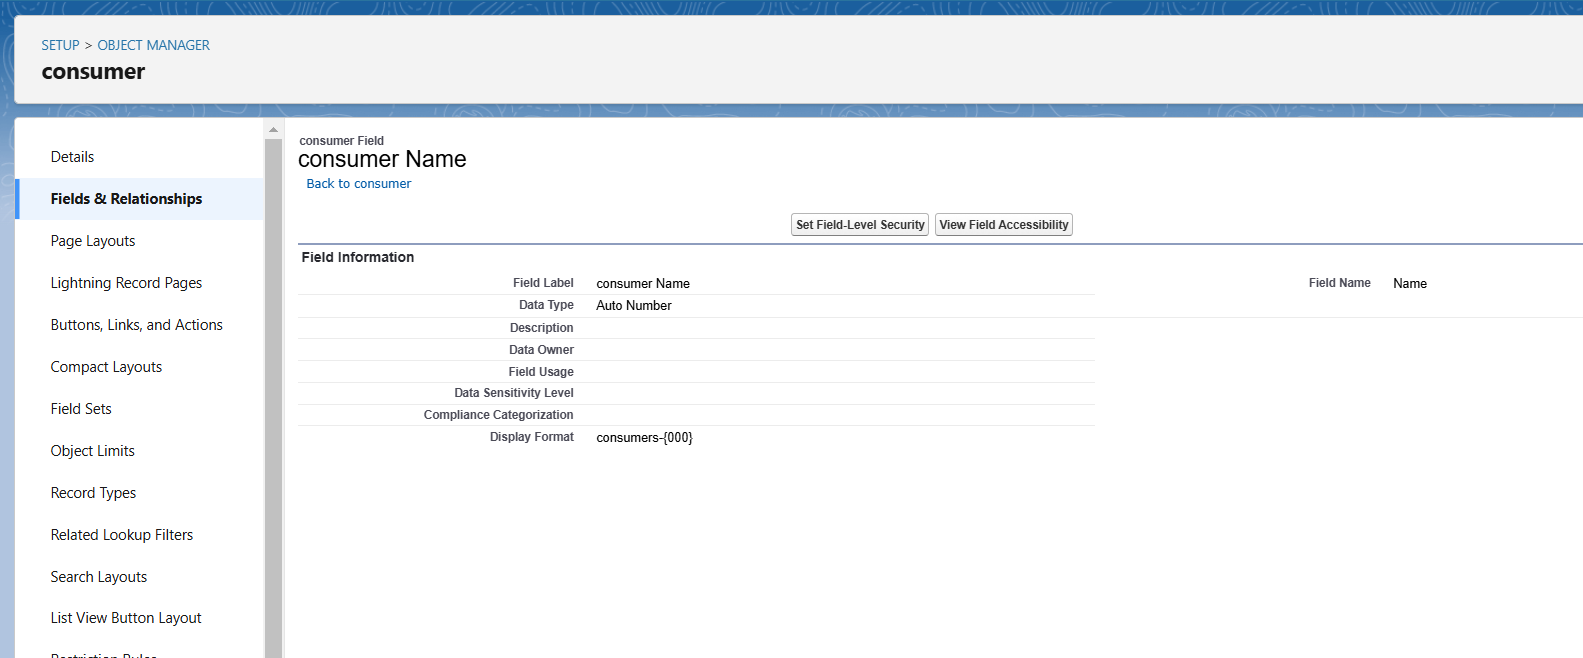 SETUP > OBJECT MANAGER
consumer
Details
Fields & Relationships
Page Layouts
Lightning Record Pages
Buttons, Links, and Actions
Compact Layouts
Field Sets
Object Limits
Record Types
Related Lookup Filters
Search Layouts
List View Button Layout
consumer Field
consumer Name
Back to consumer
Set Field-Level Security View Field Accessibility
Field Information
Field Label consumer Name Field Name Name
Data Type Auto Number
Description
Data Owner
Field Usage
Data Sensitivity Level
Compliance Categorization
Display Format consumers-{000}